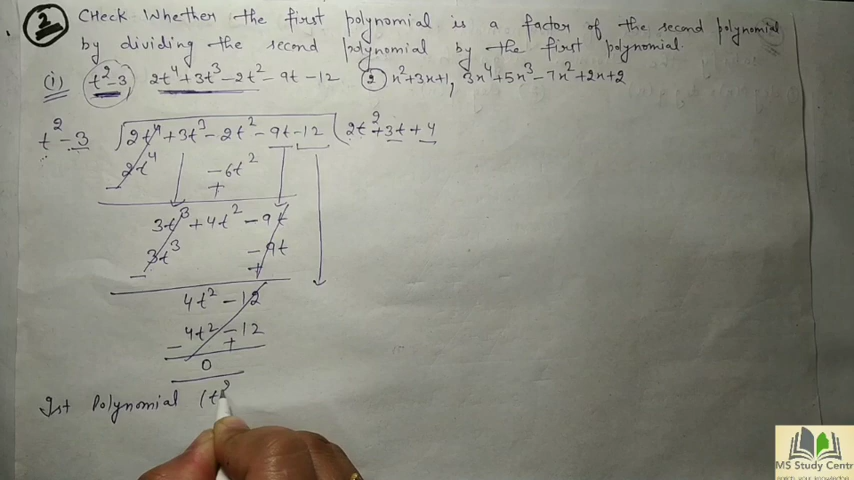 2 Check Whether the first polynomial is a factor of the second polynomial
by dividing the second polynomial by the first polynomial.
(i) t²-3, 2t⁴+3t³-2t²-9t-12 2 x²+3x+1, 3x⁴+5x³-7x²+2x+2
t²-3 2t⁴+3t³-2t²-9t-12 2t²+3t+4
2t⁴ -6t²
- +
3t³+4t²-9t
3t³ -9t
- +
4t²-12
4t²-12
- +
0
Ist Polynomial (t²
MS Study Centr